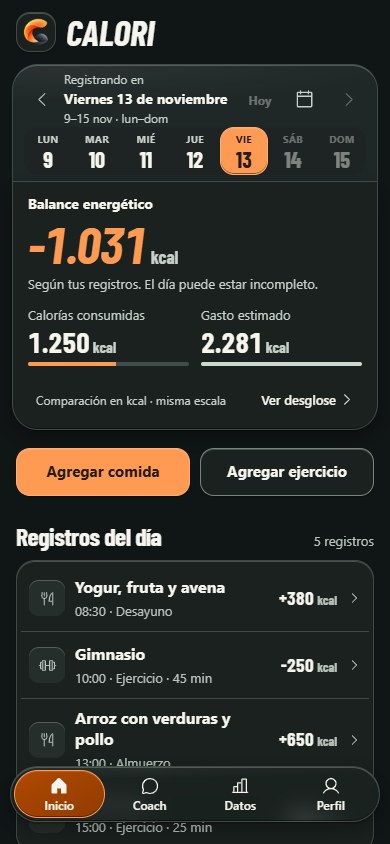 CALORI
Registrando en
Viernes 13 de noviembre
Hoy
9–15 nov · lun–dom
LUN MAR MIÉ JUE VIE SÁB DOM
9 10 11 12 13 14 15
Balance energético
-1.031 kcal
Según tus registros. El día puede estar incompleto.
Calorías consumidas Gasto estimado
1.250 kcal 2.281 kcal
Comparación en kcal · misma escala Ver desglose
Agregar comida Agregar ejercicio
Registros del día 5 registros
Yogur, fruta y avena
+380 kcal
08:30 · Desayuno
Gimnasio
-250 kcal
10:00 · Ejercicio · 45 min
Arroz con verduras y
pollo
+650 kcal
13:00 · Almuerzo
Inicio Coach Datos Perfil
15:00 · Ejercicio · 25 min